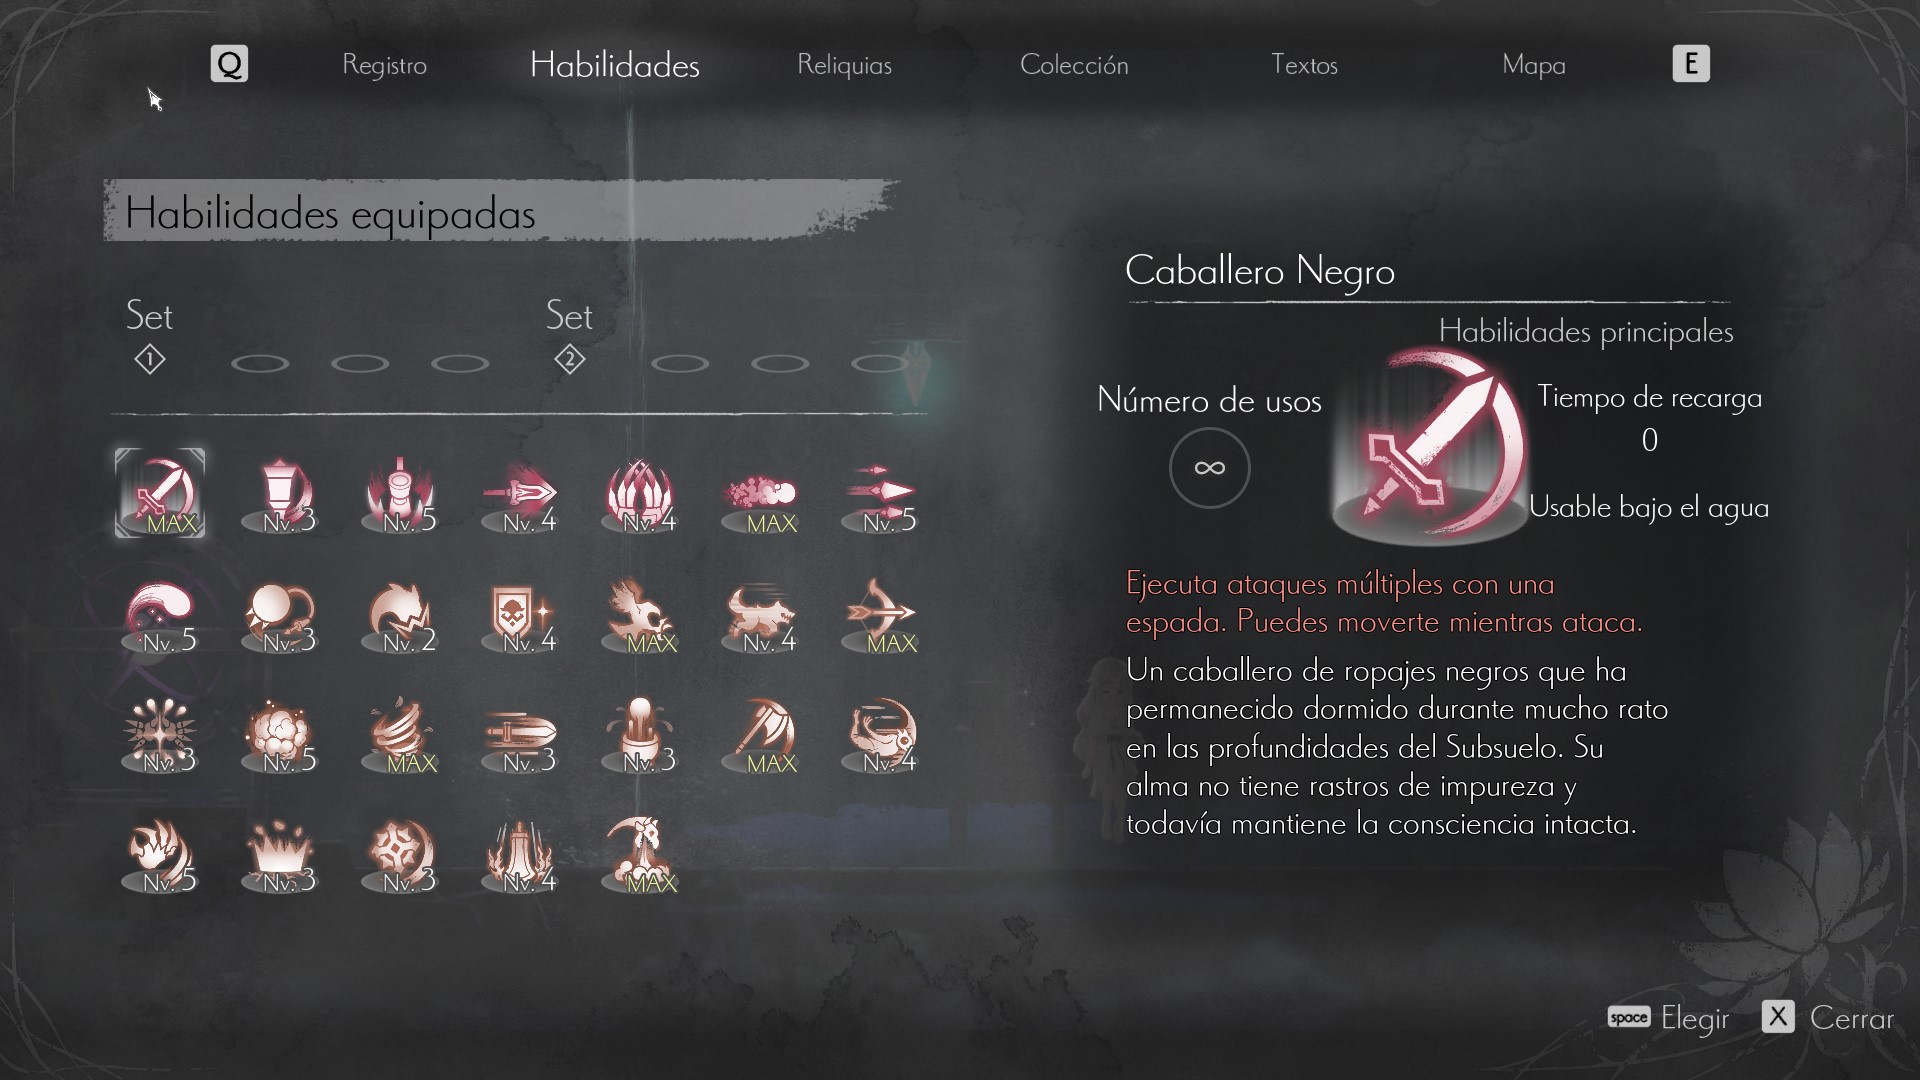 Q Registro Habilidades Reliquias Colección Textos Mapa E
Habilidades equipadas
Set Set
1 2
MAX Nv. 3 Nv. 5 Nv. 4 Nv. 4 MAX Nv. 5
Nv. 5 Nv. 3 Nv. 2 Nv. 4 MAX Nv. 4 MAX
Nv. 3 Nv. 5 MAX Nv. 3 Nv. 3 MAX Nv. 4
Nv. 5 Nv. 3 Nv. 3 Nv. 4 MAX
Caballero Negro
Habilidades principales
Número de usos
∞
Tiempo de recarga
0
Usable bajo el agua
Ejecuta ataques múltiples con una
espada. Puedes moverte mientras ataca.
Un caballero de ropajes negros que ha
permanecido dormido durante mucho rato
en las profundidades del Subsuelo. Su
alma no tiene rastros de impureza y
todavía mantiene la consciencia intacta.
space Elegir X Cerrar